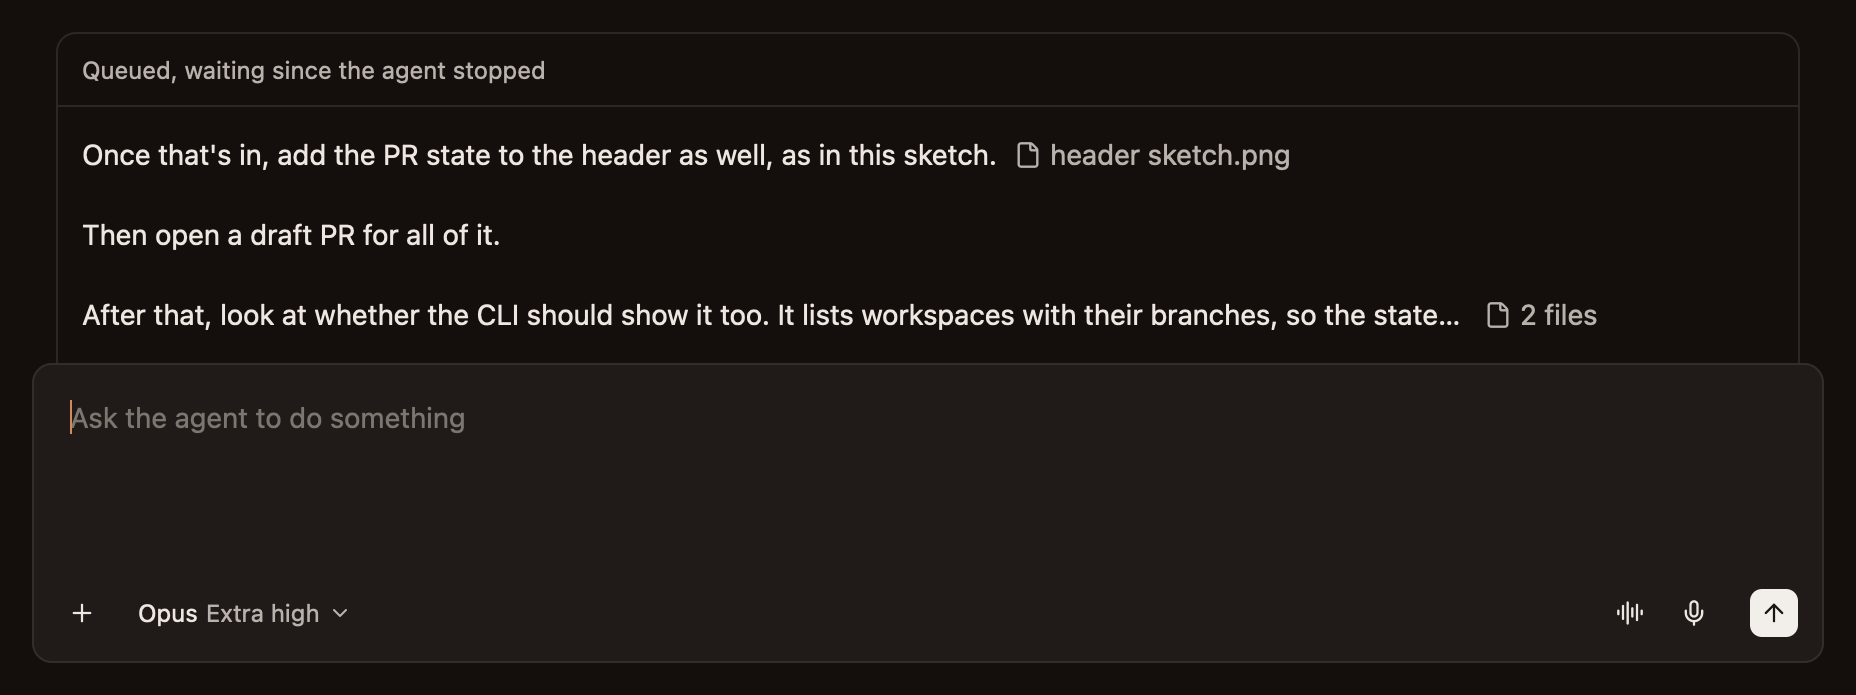 Queued, waiting since the agent stopped
Once that's in, add the PR state to the header as well, as in this sketch. header sketch.png
Then open a draft PR for all of it.
After that, look at whether the CLI should show it too. It lists workspaces with their branches, so the state... 2 files
Ask the agent to do something
Opus Extra high